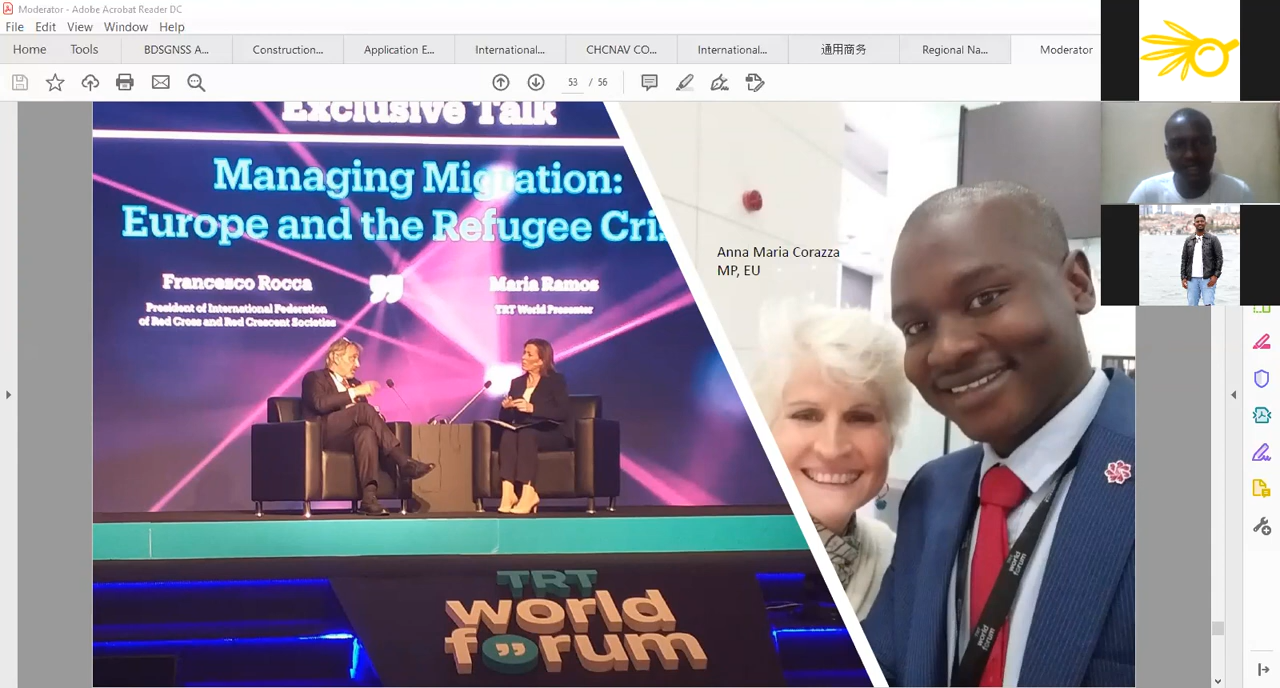 Moderator - Adobe Acrobat Reader DC
File Edit View Window Help
Home Tools BDSGNSS A... Construction... Application E... International... CHCNAV CO... International... 通用商务 Regional Na... Moderator
53 / 56
Exclusive Talk
Managing Migration:
Europe and the Refugee Cri
Francesco Rocca
President of International Federation
of Red Cross and Red Crescent Societies
Maria Ramos
TRT World Presenter
Anna Maria Corazza
MP, EU
TRT
world
forum
TRT
world
forum